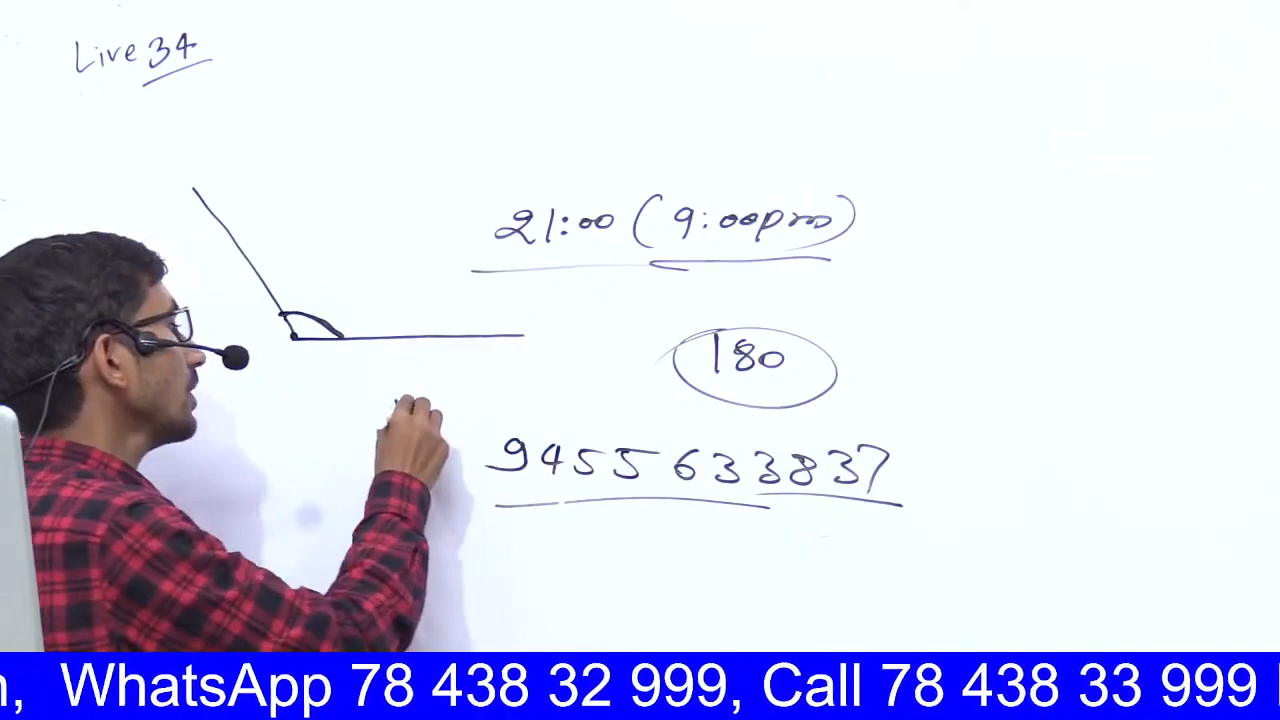 Live 34
21:00 (9:00pm)
180
9455633837
n, WhatsApp 78 438 32 999, Call 78 438 33 999